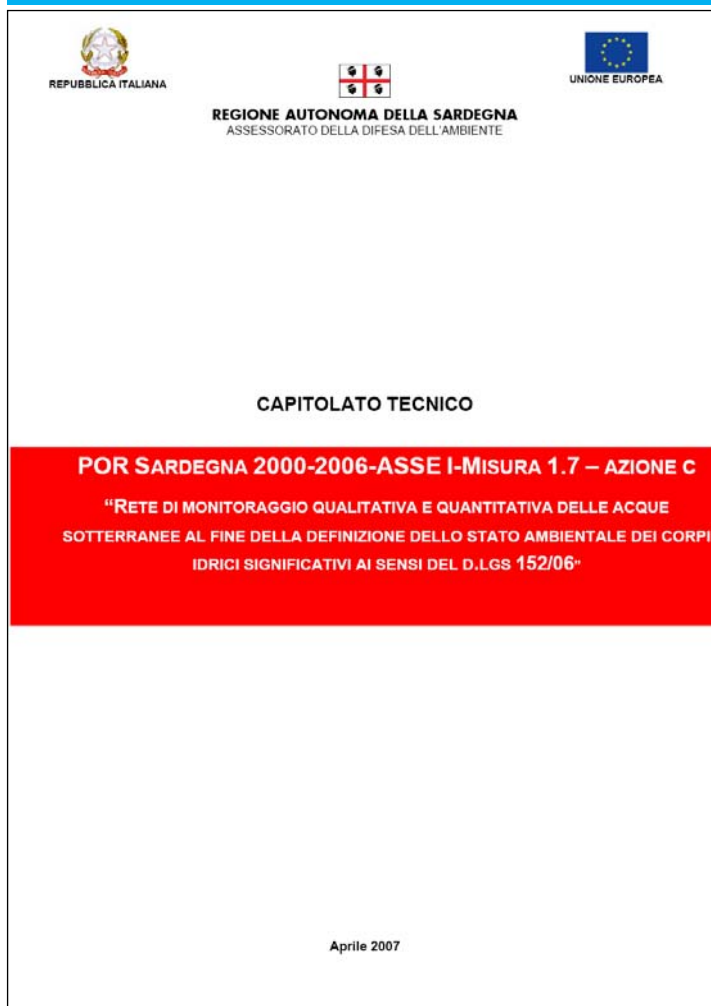 REPUBBLICA ITALIANA
UNIONE EUROPEA
REGIONE AUTONOMA DELLA SARDEGNA
ASSESSORATO DELLA DIFESA DELL'AMBIENTE
CAPITOLATO TECNICO
POR SARDEGNA 2000-2006-ASSE I-MISURA 1.7 – AZIONE C
“RETE DI MONITORAGGIO QUALITATIVA E QUANTITATIVA DELLE ACQUE
SOTTERRANEE AL FINE DELLA DEFINIZIONE DELLO STATO AMBIENTALE DEI CORPI
IDRICI SIGNIFICATIVI AI SENSI DEL D.LGS 152/06”
Aprile 2007